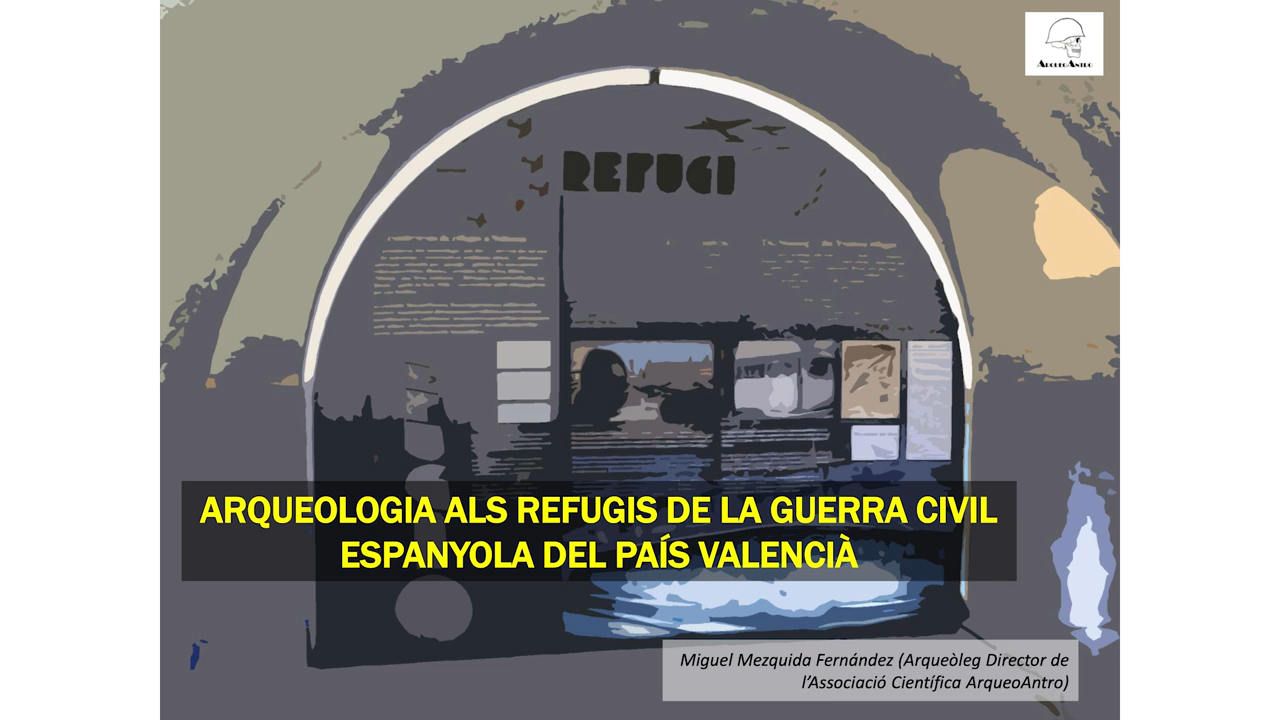 ARQUEOANTRO
REFUGI
ARQUEOLOGIA ALS REFUGIS DE LA GUERRA CIVIL
ESPANYOLA DEL PAÍS VALENCIÀ
Miguel Mezquida Fernández (Arqueòleg Director de
l'Associació Científica ArqueoAntro)